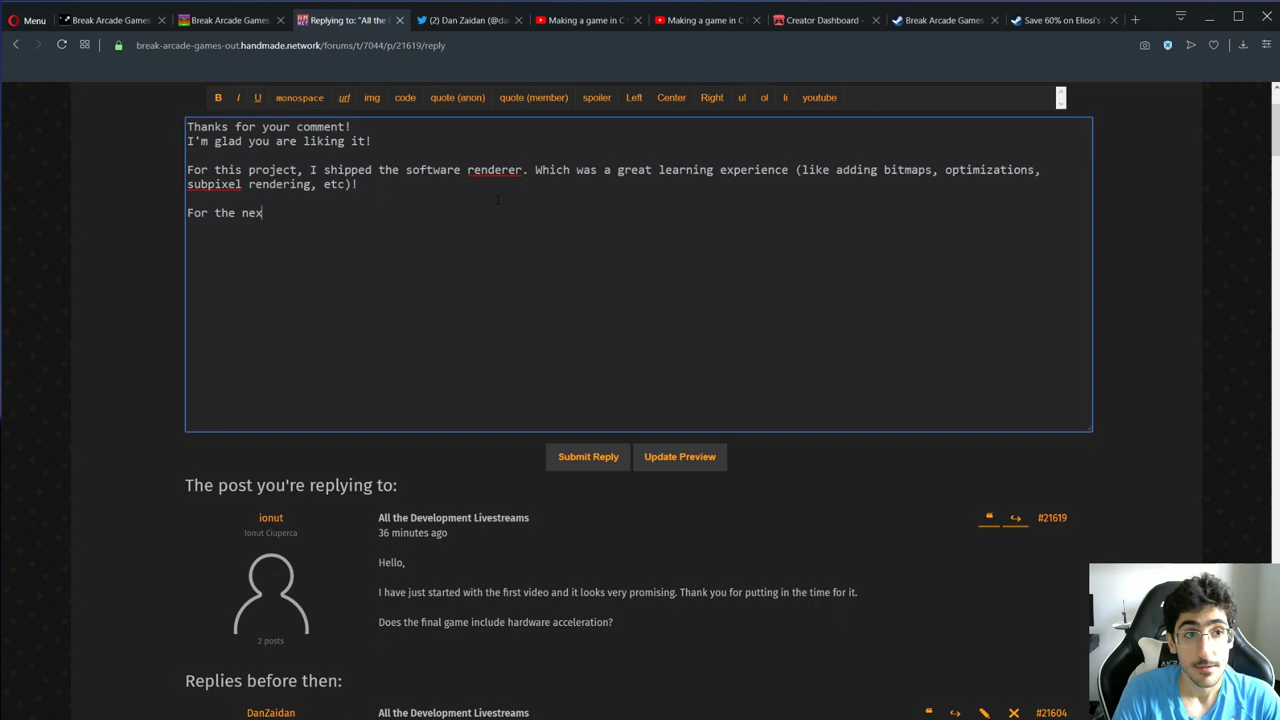 Menu
Break Arcade Games
Break Arcade Games
Replying to: "All the
(2) Dan Zaidan (@da
Making a game in C
Making a game in C
Creator Dashboard -
Break Arcade Games
Save 60% on Eliosi's
break-arcade-games-out.handmade.network/forums/t/7044/p/21619/reply
B I U monospace url img code quote (anon) quote (member) spoiler Left Center Right ul ol li youtube
Thanks for your comment!
I'm glad you are liking it!
For this project, I shipped the software renderer. Which was a great learning experience (like adding bitmaps, optimizations,
subpixel rendering, etc)!
For the nex
Submit Reply
Update Preview
The post you're replying to:
ionut
Ionut Ciuperca
2 posts
All the Development Livestreams
#21619
36 minutes ago
Hello,
I have just started with the first video and it looks very promising. Thank you for putting in the time for it.
Does the final game include hardware acceleration?
Replies before then:
DanZaidan
All the Development Livestreams
#21604